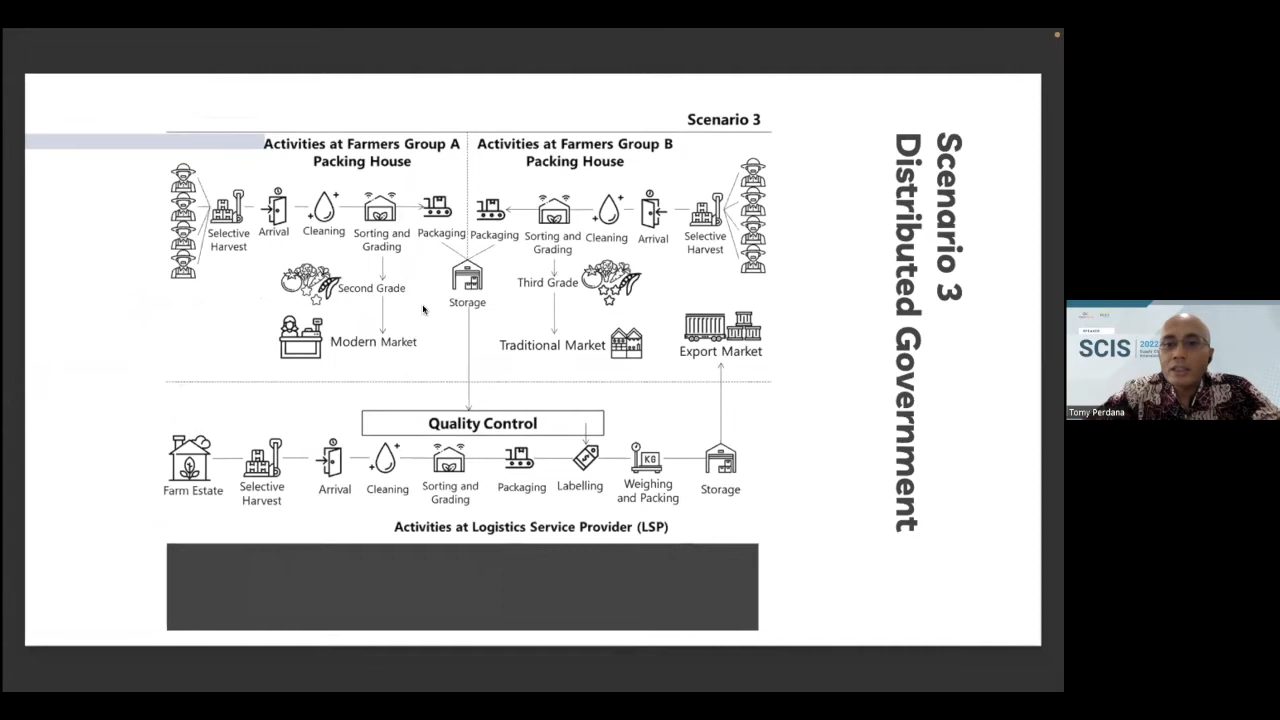 Scenario 3
Activities at Farmers Group A
Packing House
Activities at Farmers Group B
Packing House
Selective
Harvest
Arrival
Cleaning
Sorting and
Grading
Packaging
Packaging
Sorting and
Grading
Cleaning
Arrival
Selective
Harvest
Second Grade
Storage
Third Grade
Modern Market
Traditional Market
Export Market
Quality Control
KG
Farm Estate
Selective
Harvest
Arrival
Cleaning
Sorting and
Grading
Packaging
Labelling
Weighing
and Packing
Storage
Activities at Logistics Service Provider (LSP)
Scenario 3
Distributed Government
SCIS
2022
Tomy Perdana